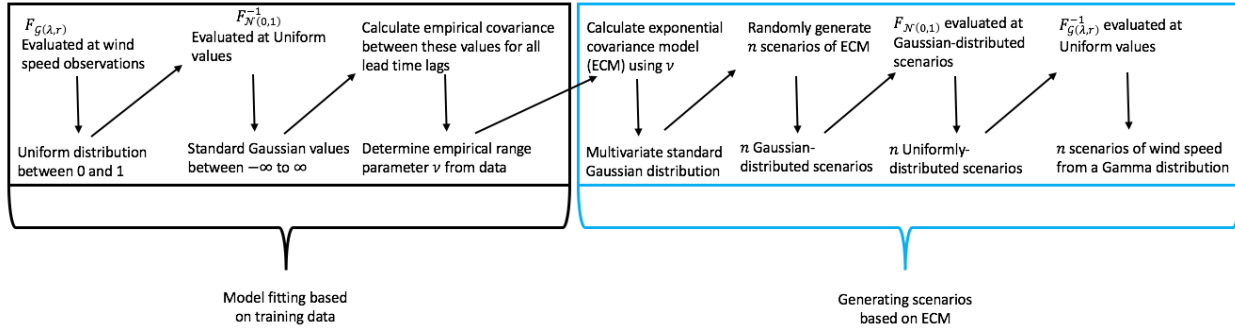 F_𝒢(λ,r)
Evaluated at wind
speed observations
Uniform distribution
between 0 and 1
F⁻¹_𝒩(0,1)
Evaluated at Uniform
values
Standard Gaussian values
between −∞ to ∞
Calculate empirical covariance
between these values for all
lead time lags
Determine empirical range
parameter ν from data
Calculate exponential
covariance model
(ECM) using ν
Multivariate standard
Gaussian distribution
Randomly generate
n scenarios of ECM
n Gaussian-
distributed scenarios
F_𝒩(0,1) evaluated at
Gaussian-distributed
scenarios
n Uniformly-
distributed scenarios
F⁻¹_𝒢(λ,r) evaluated at
Uniform values
n scenarios of wind speed
from a Gamma distribution
Model fitting based
on training data
Generating scenarios
based on ECM